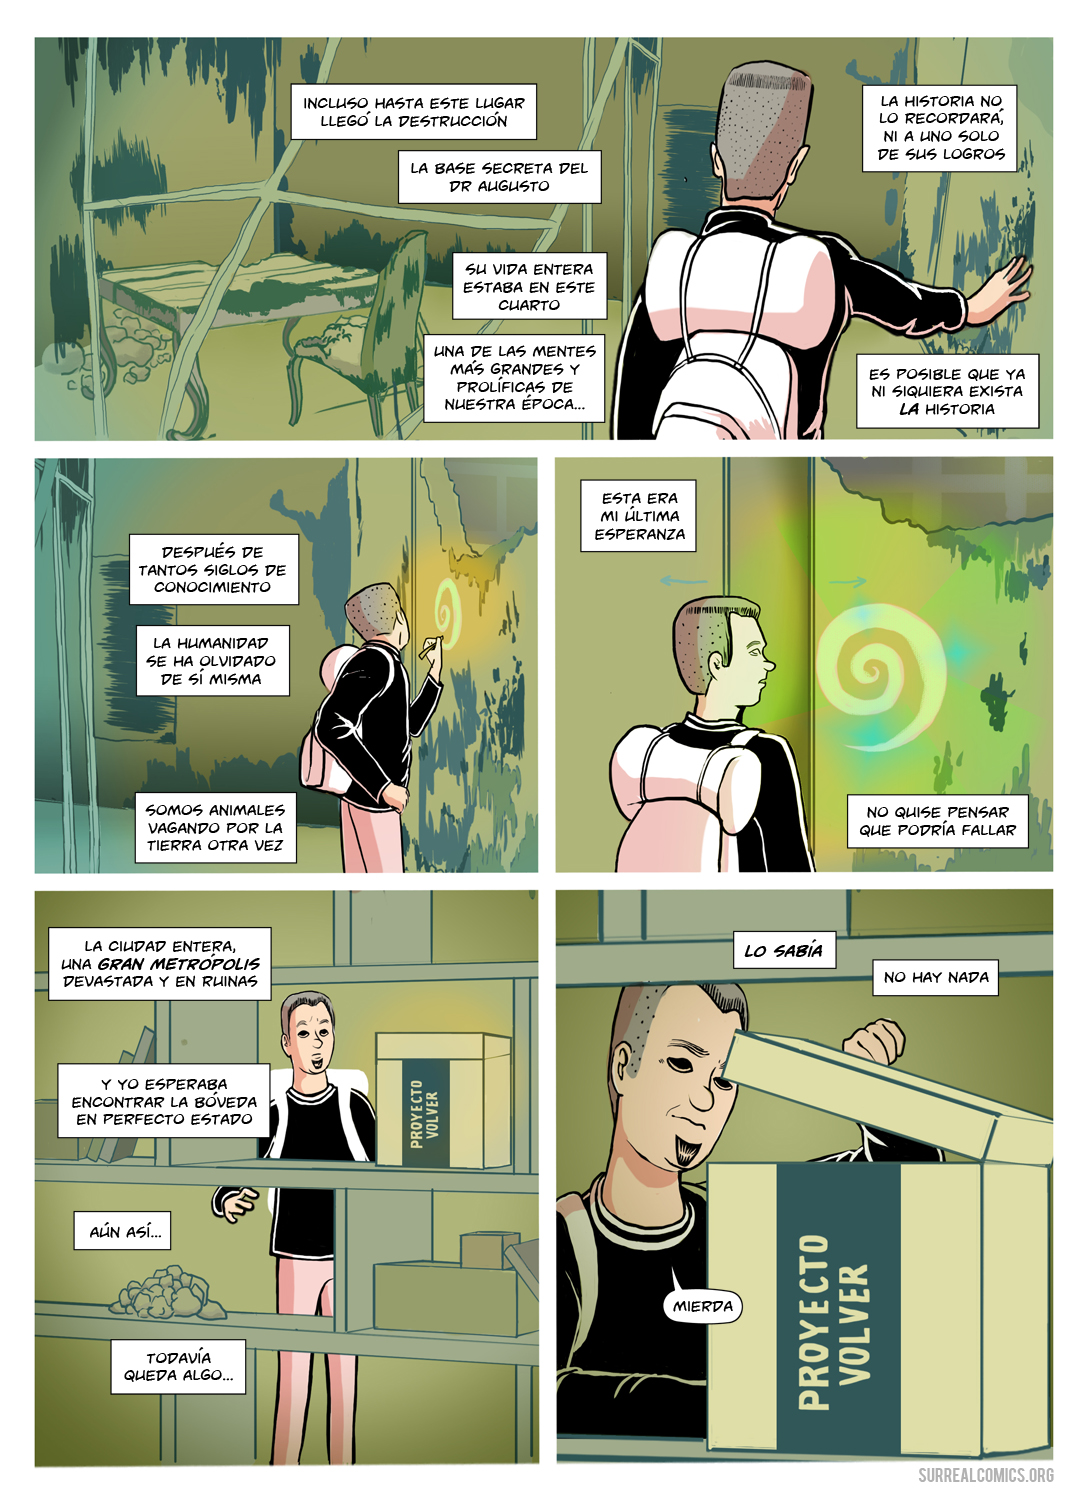 INCLUSO HASTA ESTE LUGAR
LLEGÓ LA DESTRUCCIÓN
LA BASE SECRETA DEL
DR AUGUSTO
SU VIDA ENTERA
ESTABA EN ESTE
CUARTO
UNA DE LAS MENTES
MÁS GRANDES Y
PROLÍFICAS DE
NUESTRA ÉPOCA...
LA HISTORIA NO
LO RECORDARÁ,
NI A UNO SOLO
DE SUS LOGROS
ES POSIBLE QUE YA
NI SIQUIERA EXISTA
LA HISTORIA
DESPUÉS DE
TANTOS SIGLOS DE
CONOCIMIENTO
LA HUMANIDAD
SE HA OLVIDADO
DE SÍ MISMA
SOMOS ANIMALES
VAGANDO POR LA
TIERRA OTRA VEZ
ESTA ERA
MI ÚLTIMA
ESPERANZA
NO QUISE PENSAR
QUE PODRÍA FALLAR
LA CIUDAD ENTERA,
UNA GRAN METRÓPOLIS
DEVASTADA Y EN RUINAS
Y YO ESPERABA
ENCONTRAR LA BÓVEDA
EN PERFECTO ESTADO
PROYECTO
VOLVER
AÚN ASÍ...
TODAVÍA
QUEDA ALGO...
LO SABÍA
NO HAY NADA
MIERDA
PROYECTO
VOLVER
SURREALCOMICS.ORG